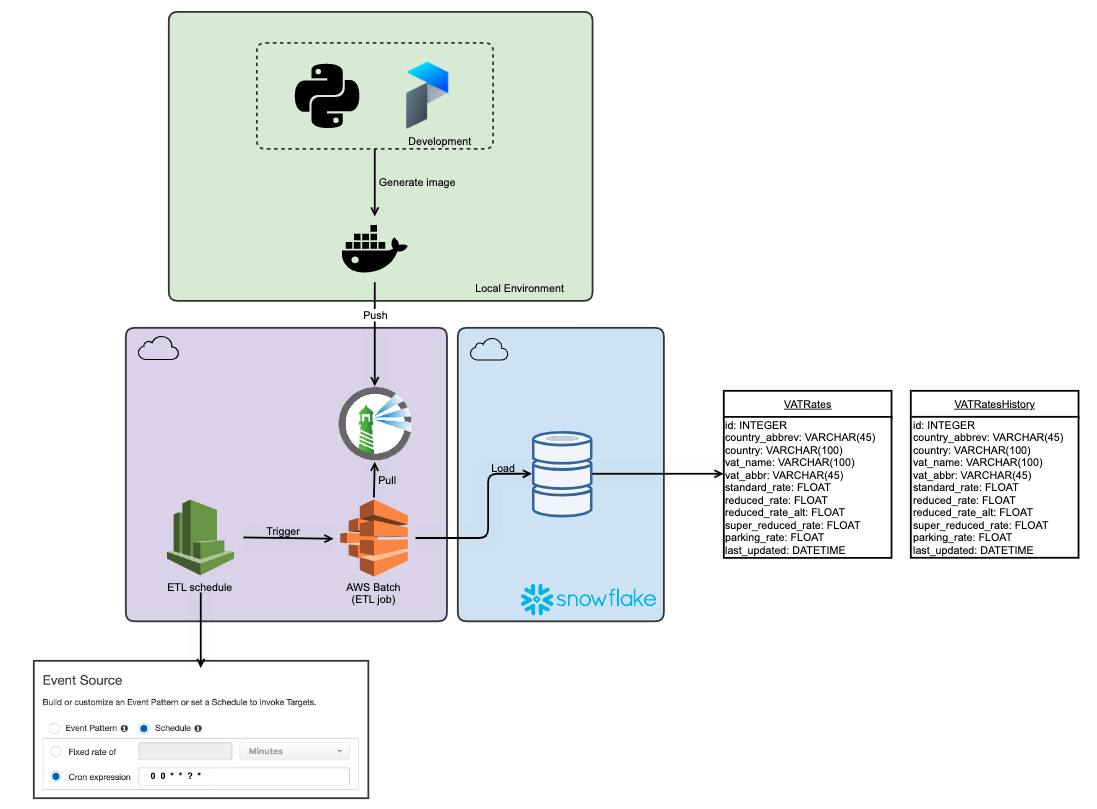 Development
Generate image
Local Environment
Push
VATRates
id: INTEGER
country_abbrev: VARCHAR(45)
country: VARCHAR(100)
vat_name: VARCHAR(100)
vat_abbr: VARCHAR(45)
standard_rate: FLOAT
reduced_rate: FLOAT
reduced_rate_alt: FLOAT
super_reduced_rate: FLOAT
parking_rate: FLOAT
last_updated: DATETIME
VATRatesHistory
id: INTEGER
country_abbrev: VARCHAR(45)
country: VARCHAR(100)
vat_name: VARCHAR(100)
vat_abbr: VARCHAR(45)
standard_rate: FLOAT
reduced_rate: FLOAT
reduced_rate_alt: FLOAT
super_reduced_rate: FLOAT
parking_rate: FLOAT
last_updated: DATETIME
Load
Pull
Trigger
ETL schedule
AWS Batch
(ETL job)
snowflake
Event Source
Build or customize an Event Pattern or set a Schedule to invoke Targets.
Event Pattern Schedule
Fixed rate of Minutes
Cron expression 0 0 * * ? *